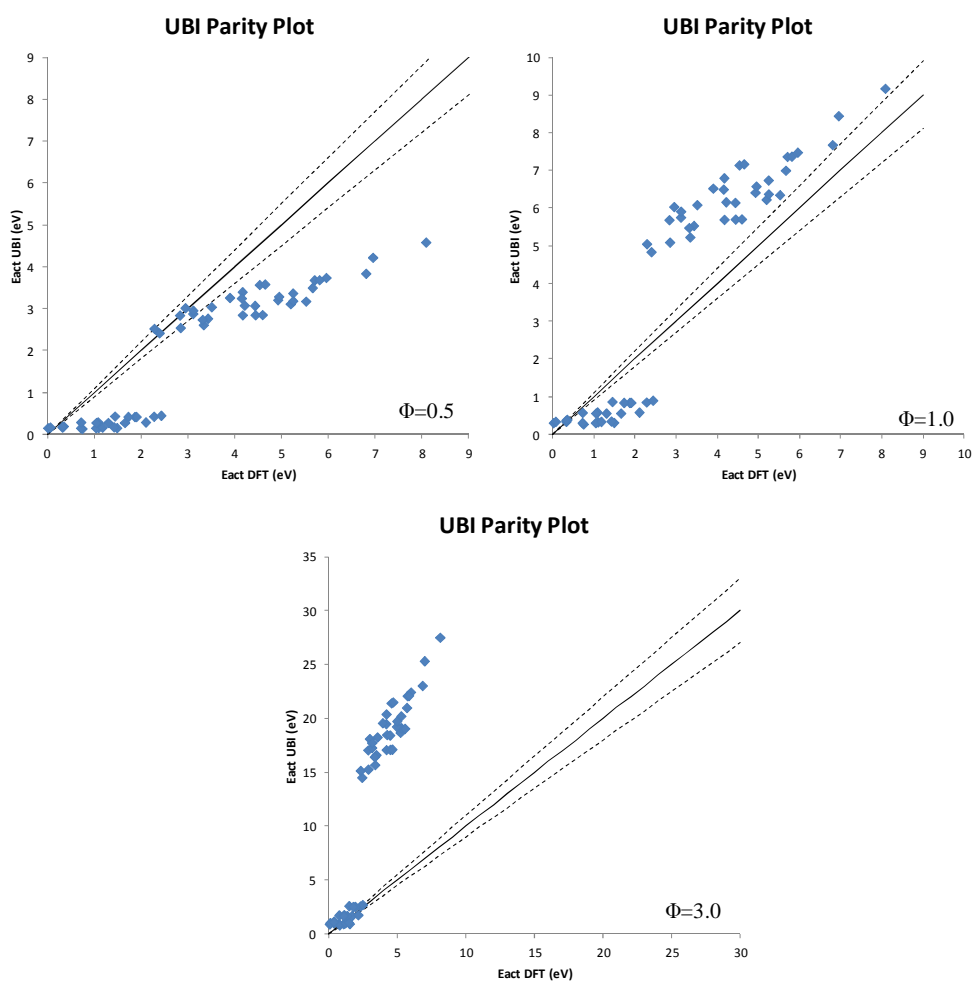 UBI Parity Plot
Eact UBI (eV)
9
8
7
6
5
4
3
2
1
0
0 1 2 3 4 5 6 7 8 9
Eact DFT (eV)
Φ=0.5
UBI Parity Plot
Eact UBI (eV)
10
9
8
7
6
5
4
3
2
1
0
0 1 2 3 4 5 6 7 8 9 10
Eact DFT (eV)
Φ=1.0
UBI Parity Plot
Eact UBI (eV)
35
30
25
20
15
10
5
0
0 5 10 15 20 25 30
Eact DFT (eV)
Φ=3.0